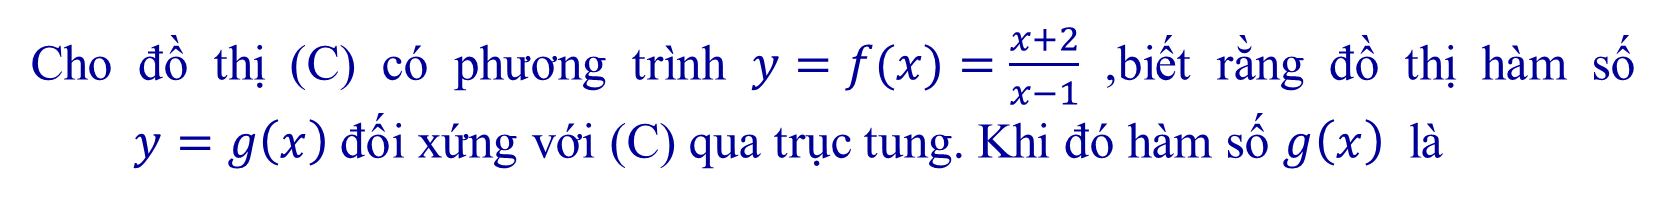 Cho đồ thị (C) có phương trình $y = f(x) = \frac{x+2}{x-1}$ ,biết rằng đồ thị hàm số
$y = g(x)$ đối xứng với (C) qua trục tung. Khi đó hàm số $g(x)$ là